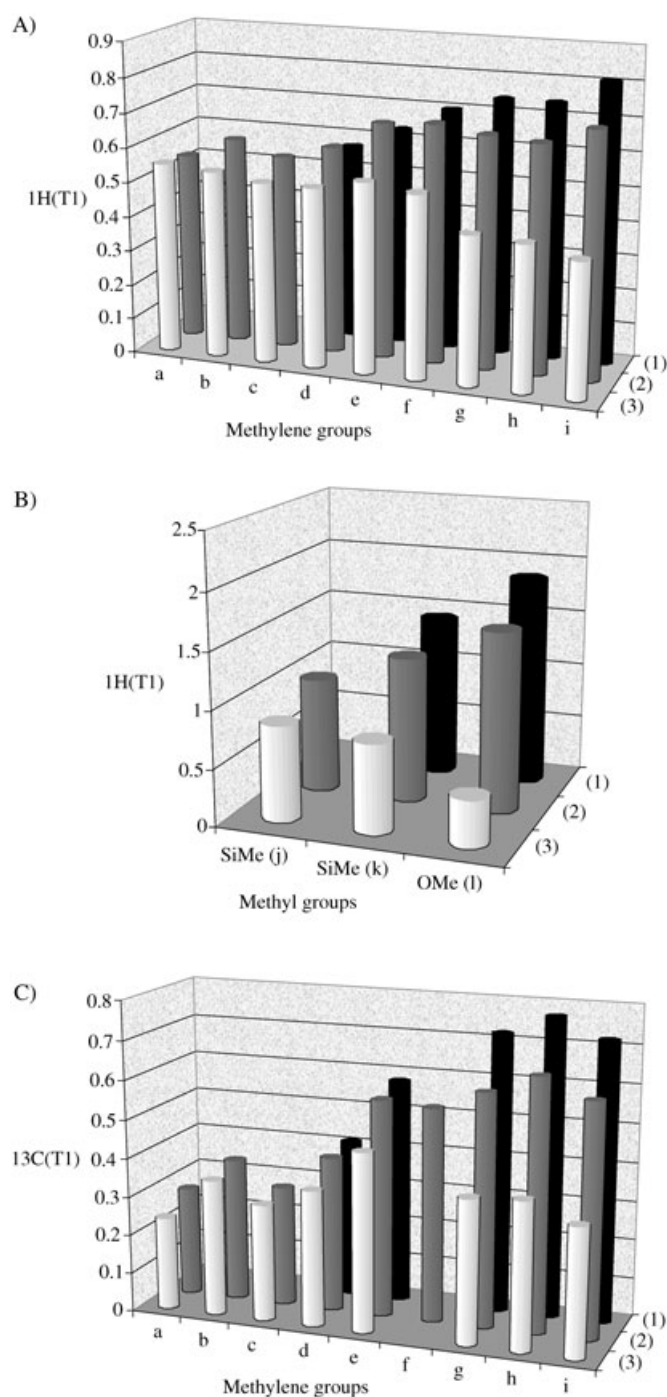 A)
0.9
0.8
0.7
0.6
0.5
1H(T1)
0.4
0.3
0.2
0.1
0
a b c d e f g h i
(1)
(2)
(3)
Methylene groups
B)
2.5
2
1.5
1H(T1)
1
0.5
0
SiMe (j) SiMe (k) OMe (l)
(1)
(2)
(3)
Methyl groups
C)
0.8
0.7
0.6
0.5
13C(T1)
0.4
0.3
0.2
0.1
0
a b c d e f g h i
(1)
(2)
(3)
Methylene groups